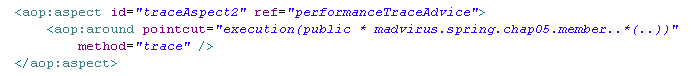 <aop:aspect id="traceAspect2" ref="performanceTraceAdvice">
<aop:around pointcut="execution(public * madvirus.spring.chap05.member..*(..))"
method="trace" />
</aop:aspect>